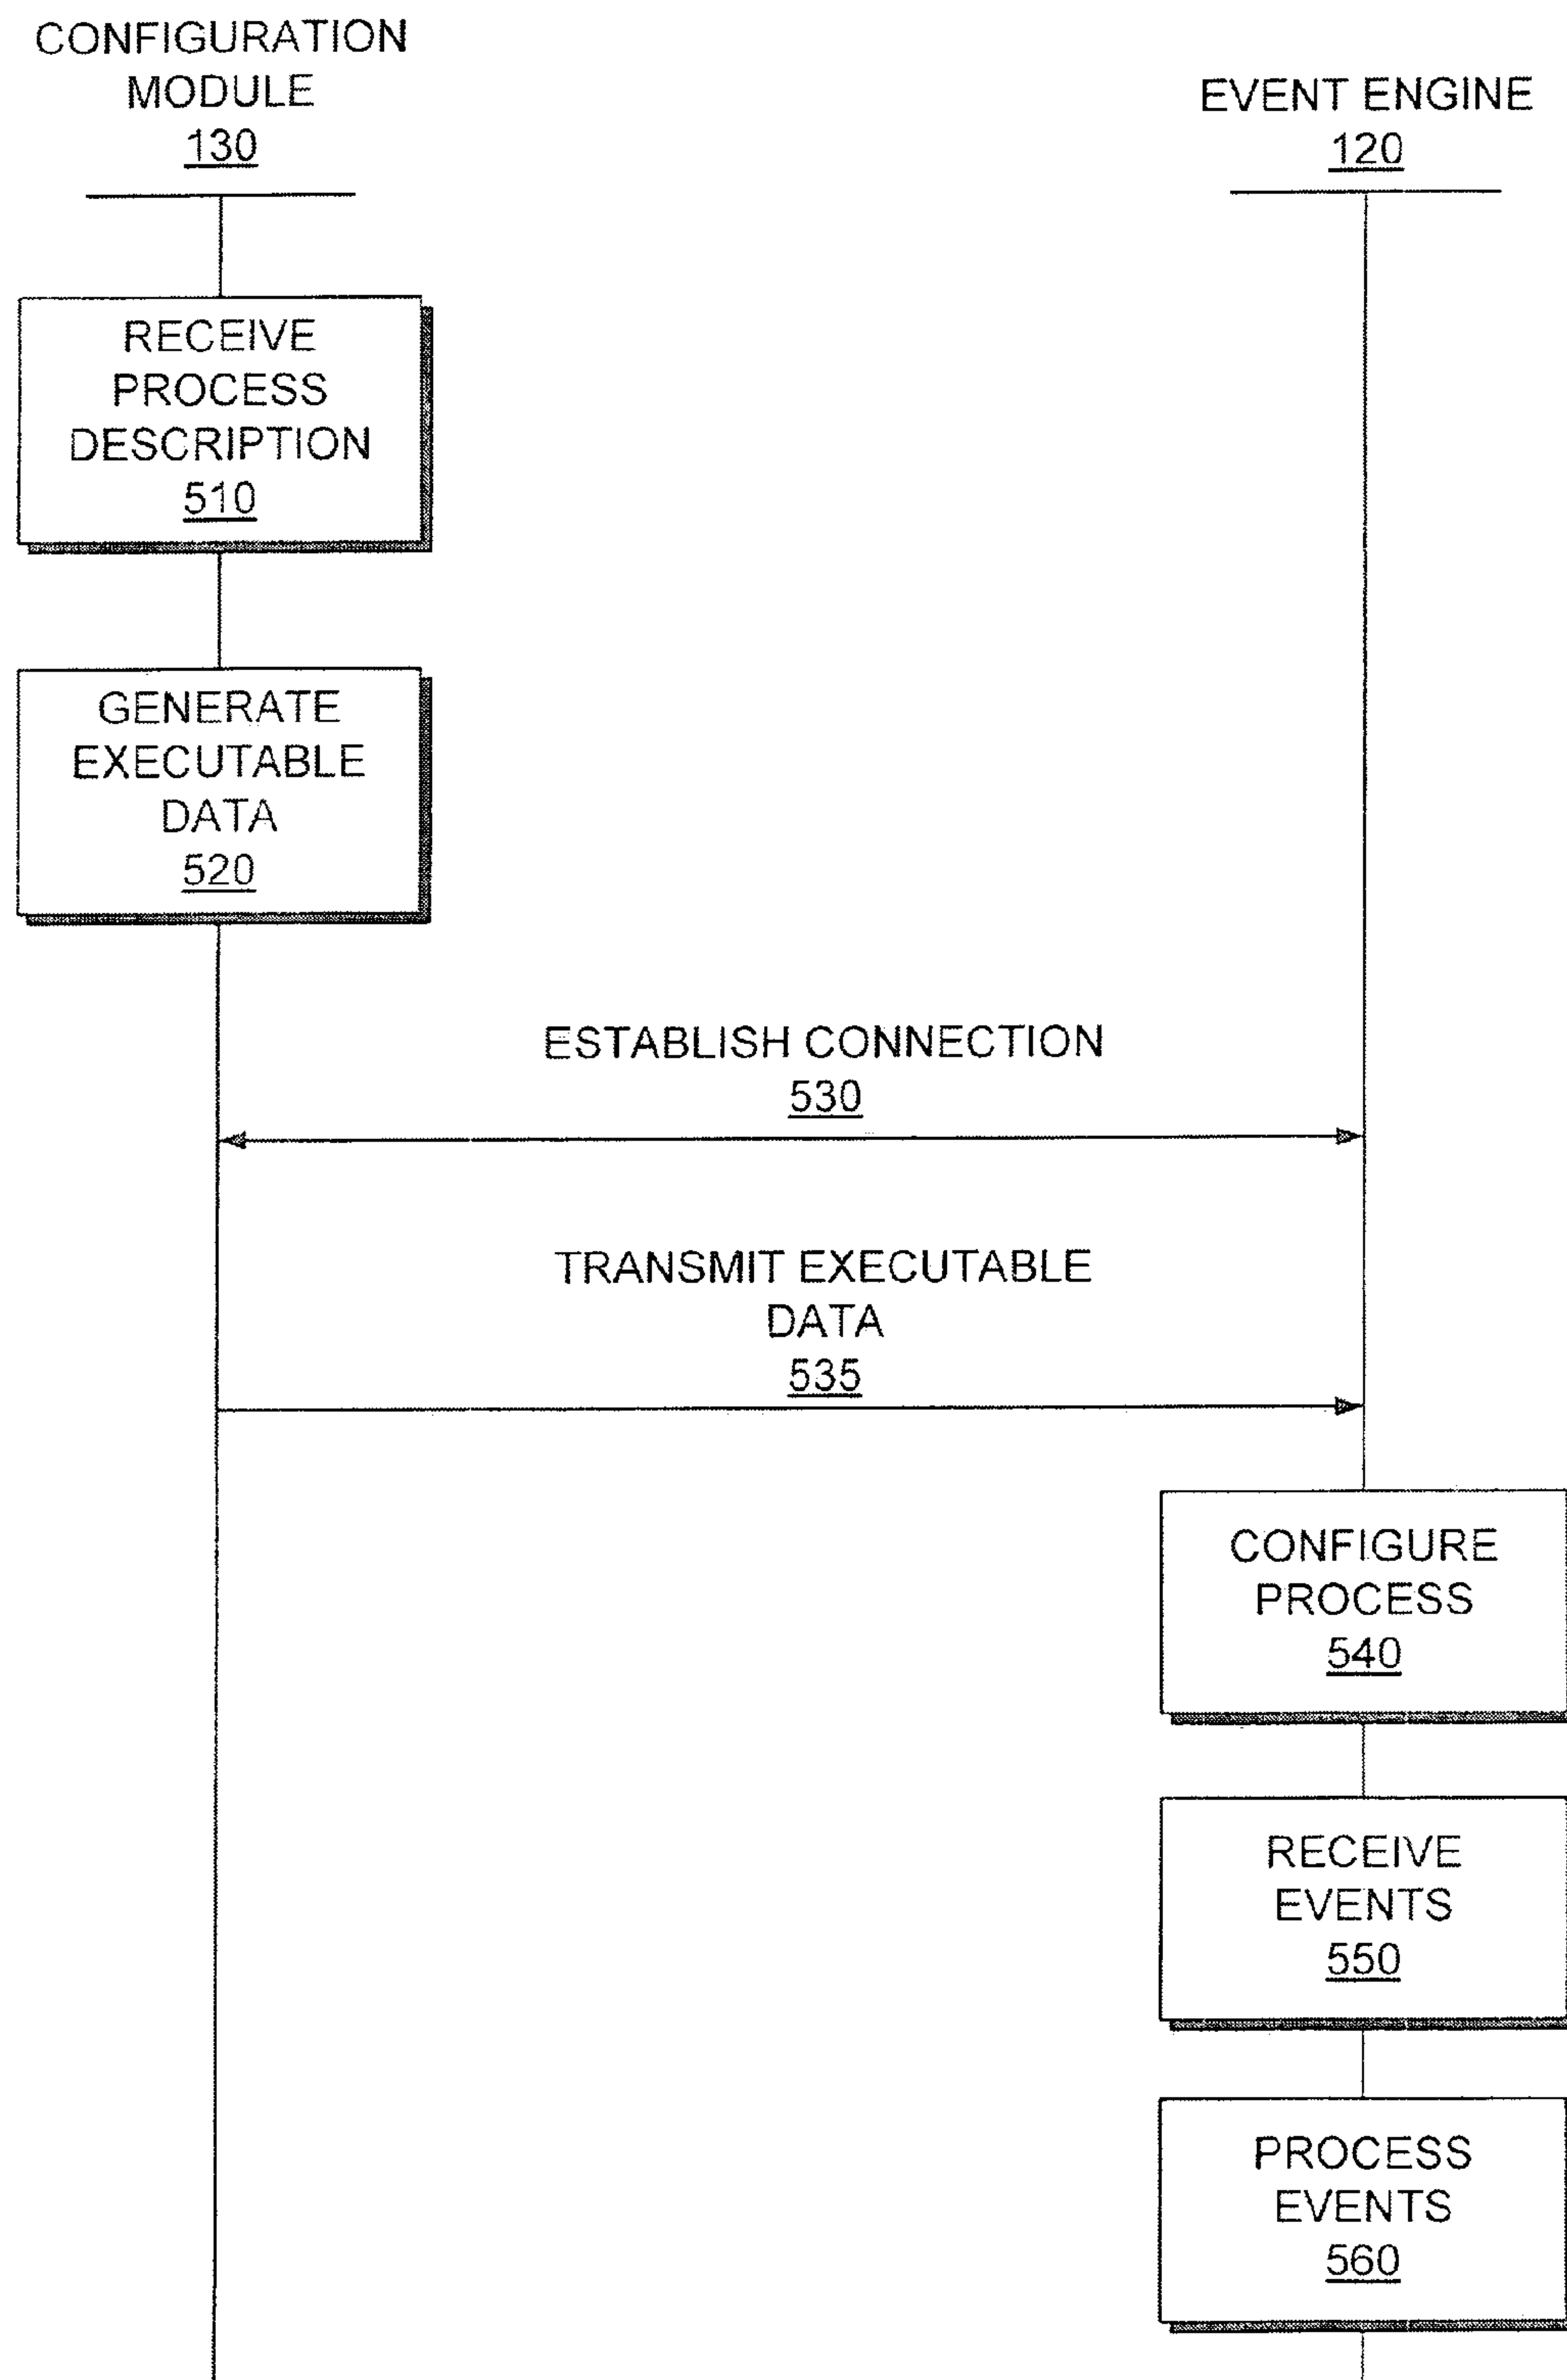 CONFIGURATION
MODULE
130
EVENT ENGINE
120
RECEIVE
PROCESS
DESCRIPTION
510
GENERATE
EXECUTABLE
DATA
520
ESTABLISH CONNECTION
530
TRANSMIT EXECUTABLE
DATA
535
CONFIGURE
PROCESS
540
RECEIVE
EVENTS
550
PROCESS
EVENTS
560